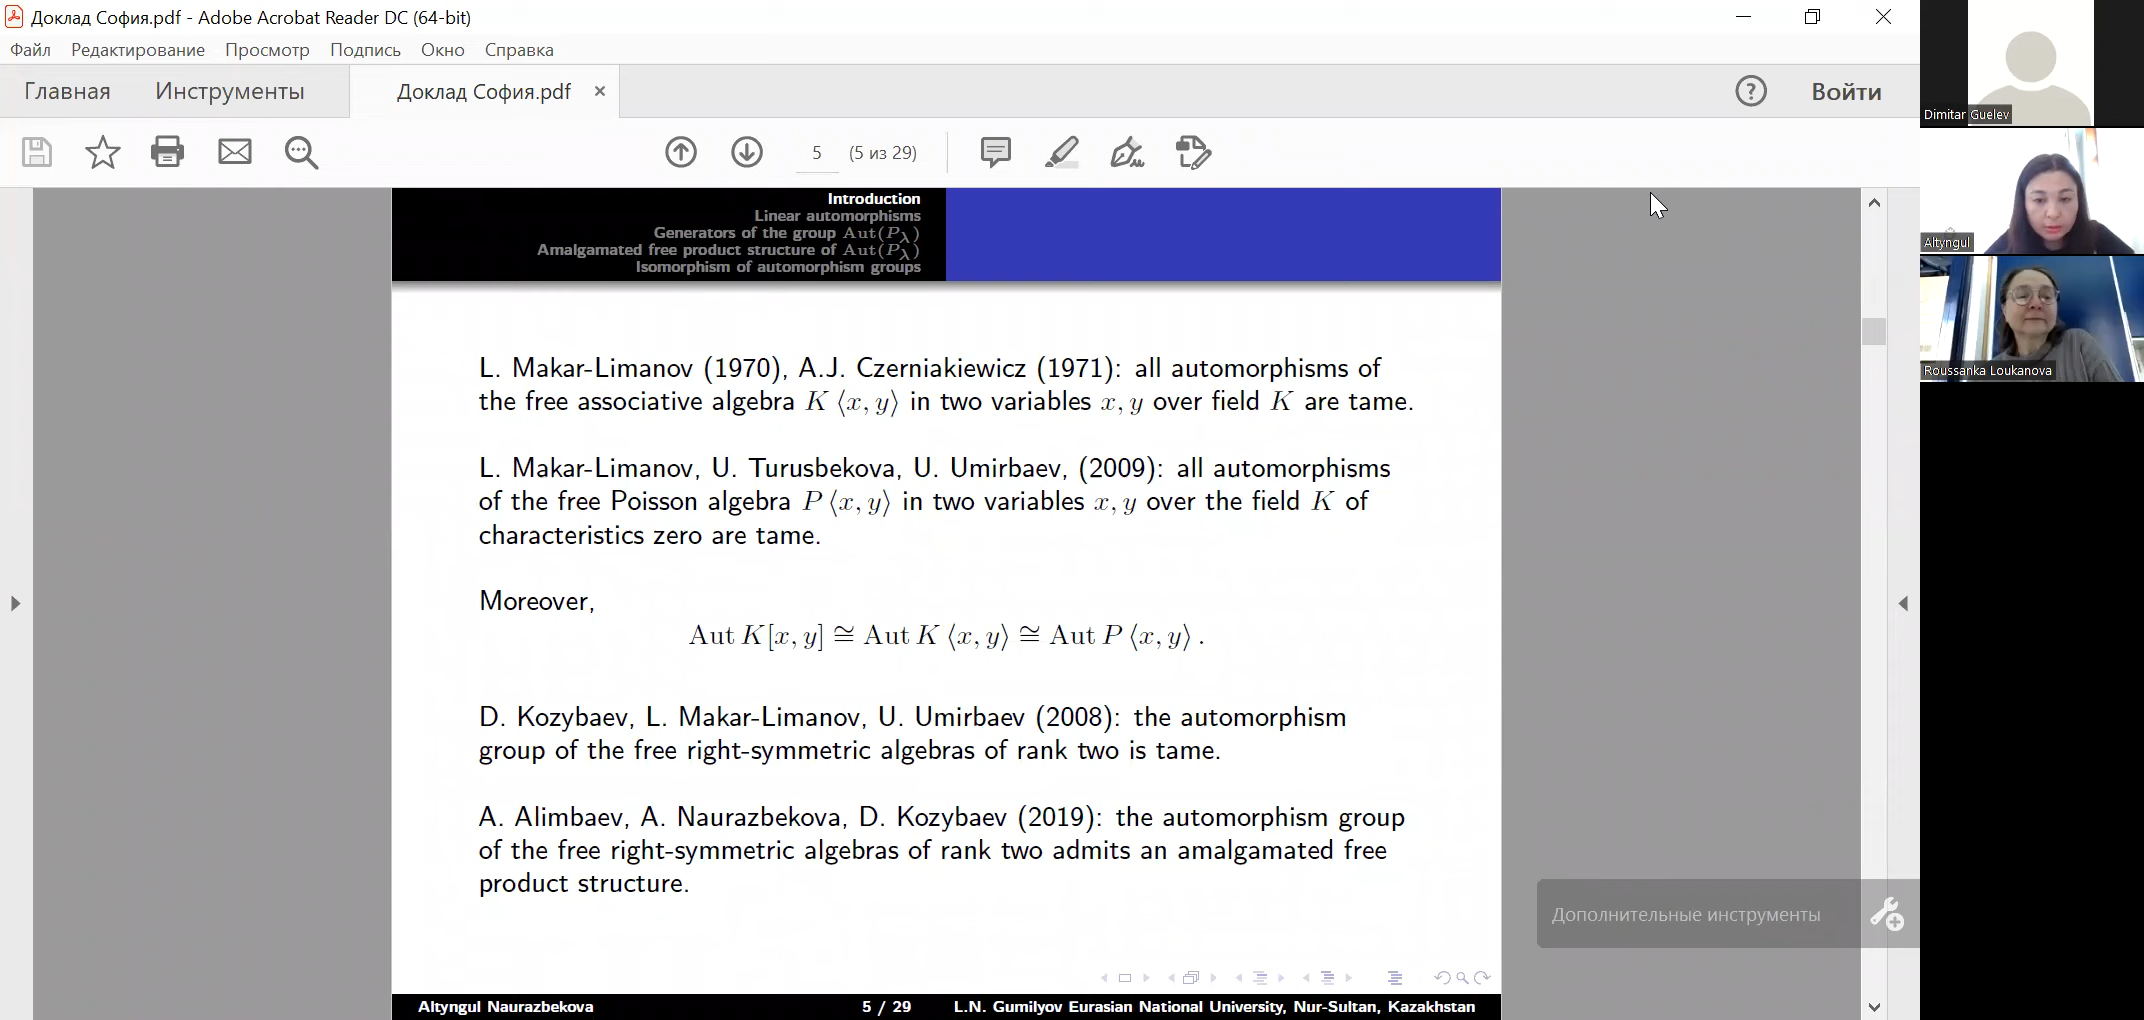 Доклад София.pdf - Adobe Acrobat Reader DC (64-bit)
Файл Редактирование Просмотр Подпись Окно Справка
Главная Инструменты Доклад София.pdf × ? Войти
5 (5 из 29)
Introduction
Linear automorphisms
Generators of the group Aut(P_λ)
Amalgamated free product structure of Aut(P_λ)
Isomorphism of automorphism groups
L. Makar-Limanov (1970), A.J. Czerniakiewicz (1971): all automorphisms of
the free associative algebra K ⟨x, y⟩ in two variables x, y over field K are tame.
L. Makar-Limanov, U. Turusbekova, U. Umirbaev, (2009): all automorphisms
of the free Poisson algebra P ⟨x, y⟩ in two variables x, y over the field K of
characteristics zero are tame.
Moreover,
Aut K[x, y] ≅ Aut K ⟨x, y⟩ ≅ Aut P ⟨x, y⟩ .
D. Kozybaev, L. Makar-Limanov, U. Umirbaev (2008): the automorphism
group of the free right-symmetric algebras of rank two is tame.
A. Alimbaev, A. Naurazbekova, D. Kozybaev (2019): the automorphism group
of the free right-symmetric algebras of rank two admits an amalgamated free
product structure.
Дополнительные инструменты
Altyngul Naurazbekova 5 / 29 L.N. Gumilyov Eurasian National University, Nur-Sultan, Kazakhstan
Dimitar Guelev
Altyngul
Roussanka Loukanova